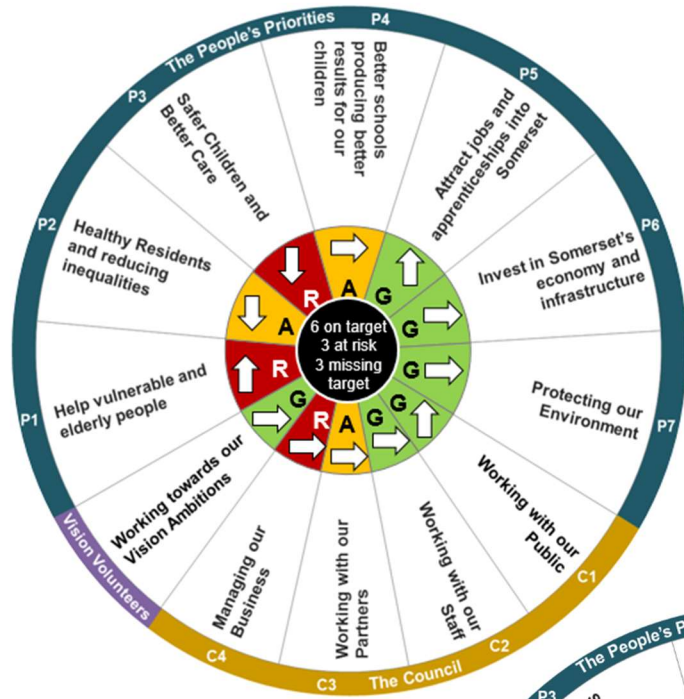 The People's Priorities
P1
P2
P3
P4
P5
P6
P7
Help vulnerable and
elderly people
Healthy Residents
and reducing
inequalities
Safer Children and
Better Care
Better schools
producing better
results for our
children
Attract jobs and
apprenticeships into
Somerset
Invest in Somerset's
economy and
infrastructure
Protecting our
Environment
Working with our
Public
Working with our
Staff
Working with our
Partners
Managing our
Business
Working towards our
Vision Ambitions
C1
C2
The Council
C3
C4
Vision Volunteers
R
A
R
A
G
G
G
G
G
A
R
G
6 on target
3 at risk
3 missing
target
The People's P
P3